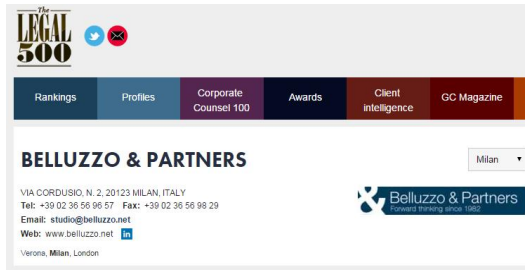 The
LEGAL
500
Rankings
Profiles
Corporate
Counsel 100
Awards
Client
intelligence
GC Magazine
BELLUZZO & PARTNERS
Milan
VIA CORDUSIO, N. 2, 20123 MILAN, ITALY
Tel: +39 02 36 56 96 57 Fax: +39 02 36 56 98 29
Email: studio@belluzzo.net
Web: www.belluzzo.net in
Verona, Milan, London
Belluzzo & Partners
Forward thinking since 1982